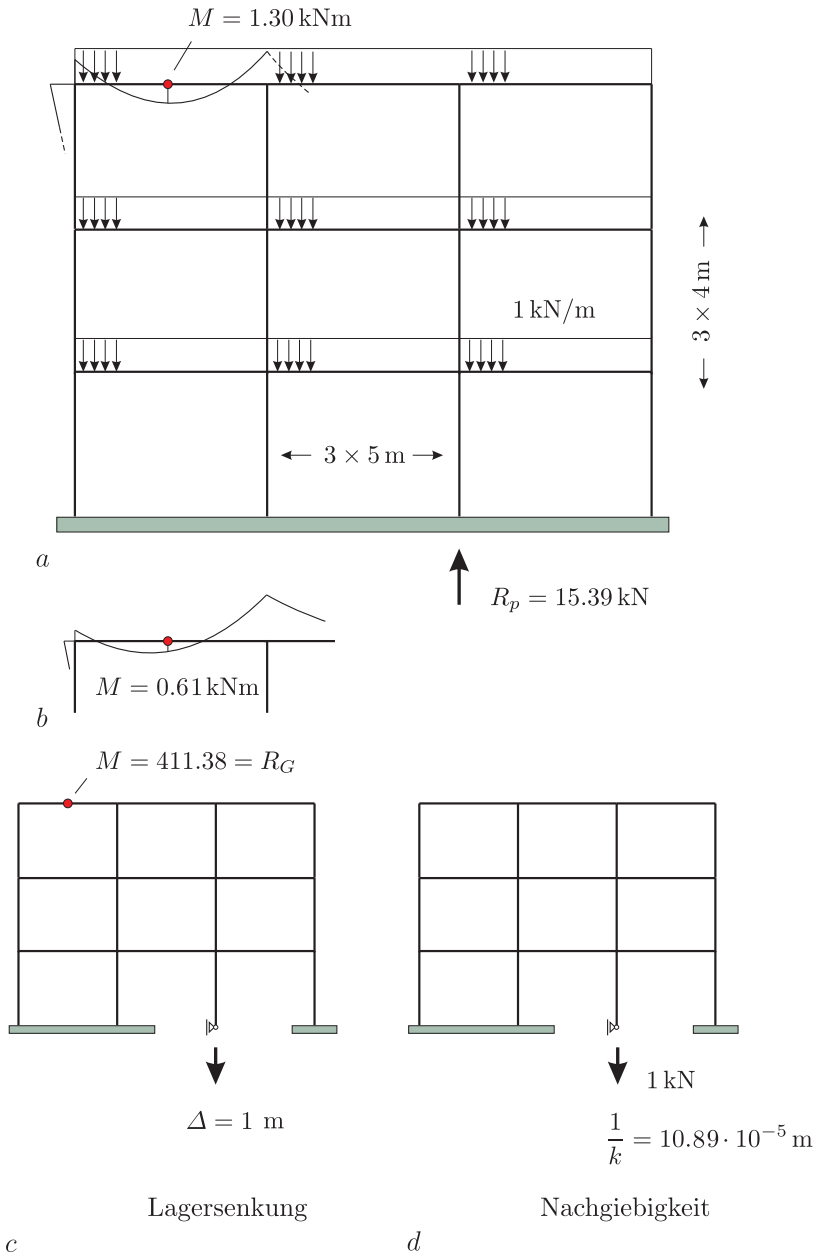 M = 1.30 kNm
1 kN/m
3 × 4 m
3 × 5 m
a
R_p = 15.39 kN
M = 0.61 kNm
b
M = 411.38 = R_G
Δ = 1 m
1 kN
1/k = 10.89 · 10^{-5} m
Lagersenkung
Nachgiebigkeit
c
d